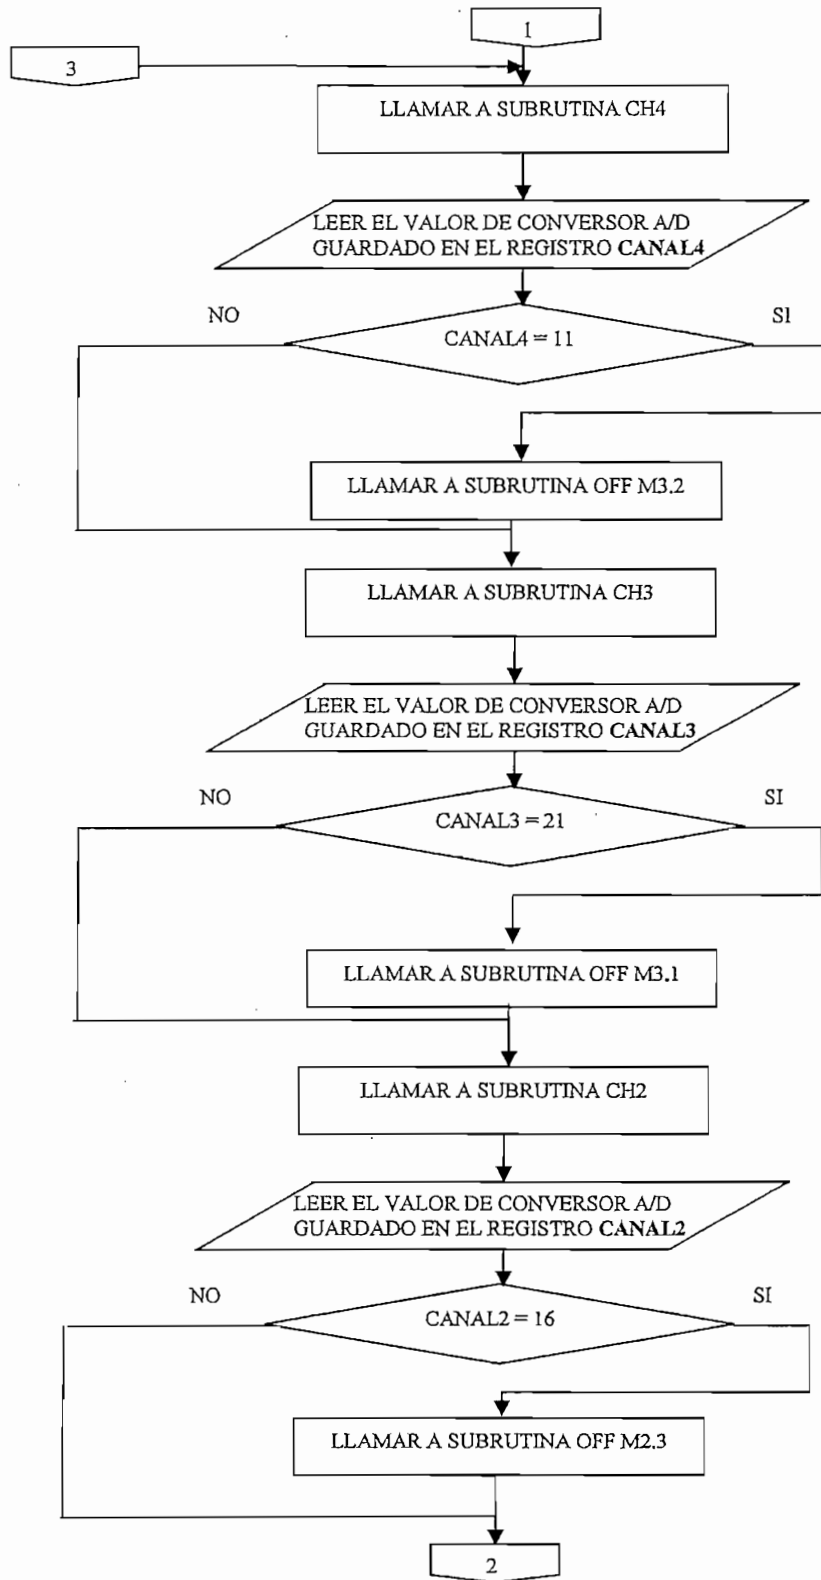 1
3
LLAMAR A SUBRUTINA CH4
LEER EL VALOR DE CONVERSOR A/D
GUARDADO EN EL REGISTRO CANAL4
NO
SI
CANAL4 = 11
LLAMAR A SUBRUTINA OFF M3.2
LLAMAR A SUBRUTINA CH3
LEER EL VALOR DE CONVERSOR A/D
GUARDADO EN EL REGISTRO CANAL3
NO
SI
CANAL3 = 21
LLAMAR A SUBRUTINA OFF M3.1
LLAMAR A SUBRUTINA CH2
LEER EL VALOR DE CONVERSOR A/D
GUARDADO EN EL REGISTRO CANAL2
NO
SI
CANAL2 = 16
LLAMAR A SUBRUTINA OFF M2.3
2